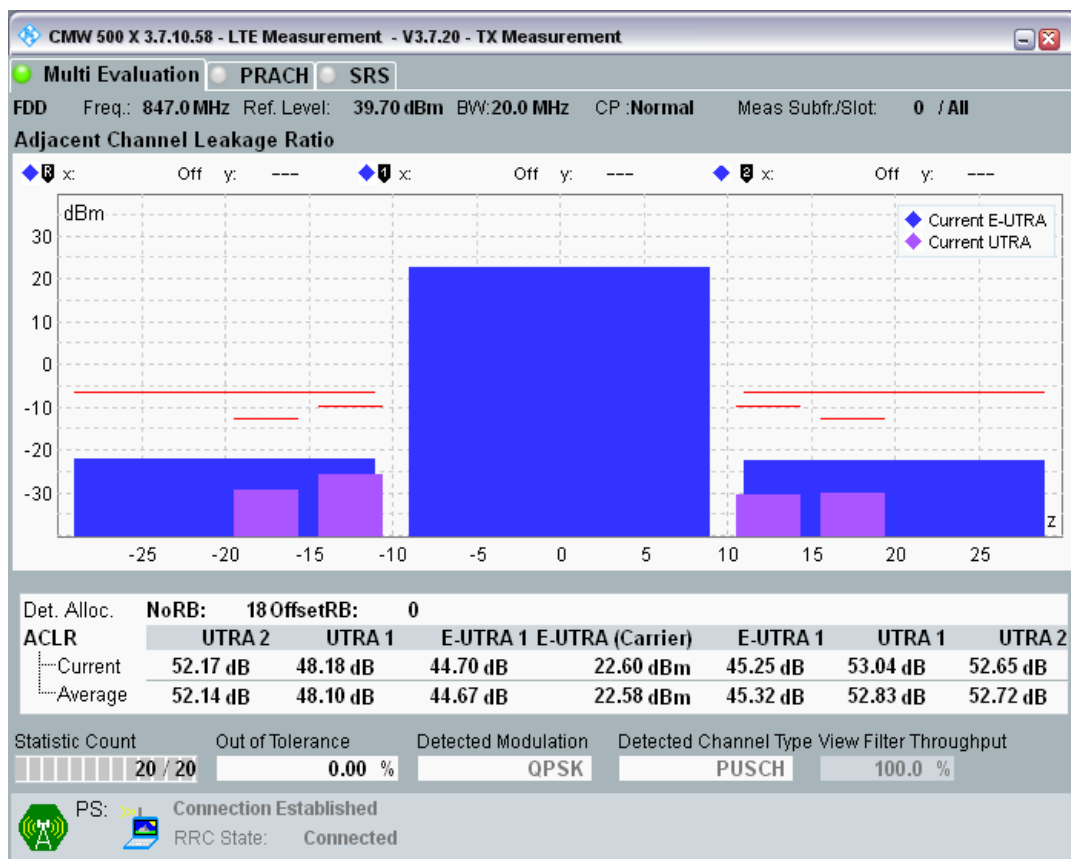 CMW 500 X 3.7.10.58 - LTE Measurement - V3.7.20 - TX Measurement
Multi Evaluation PRACH SRS
FDD Freq.: 847.0 MHz Ref. Level: 39.70 dBm BW:20.0 MHz CP :Normal Meas Subfr./Slot: 0 / All
Adjacent Channel Leakage Ratio
R x: Off y: --- 1 x: Off y: --- 2 x: Off y: ---
dBm
Current E-UTRA
Current UTRA
30
20
10
0
-10
-20
-30
z
-25 -20 -15 -10 -5 0 5 10 15 20 25
Det. Alloc. NoRB: 18 OffsetRB: 0
ACLR UTRA 2 UTRA 1 E-UTRA 1 E-UTRA (Carrier) E-UTRA 1 UTRA 1 UTRA 2
Current 52.17 dB 48.18 dB 44.70 dB 22.60 dBm 45.25 dB 53.04 dB 52.65 dB
Average 52.14 dB 48.10 dB 44.67 dB 22.58 dBm 45.32 dB 52.83 dB 52.72 dB
Statistic Count Out of Tolerance Detected Modulation Detected Channel Type View Filter Throughput
20 / 20 0.00 % QPSK PUSCH 100.0 %
PS: Connection Established
RRC State: Connected